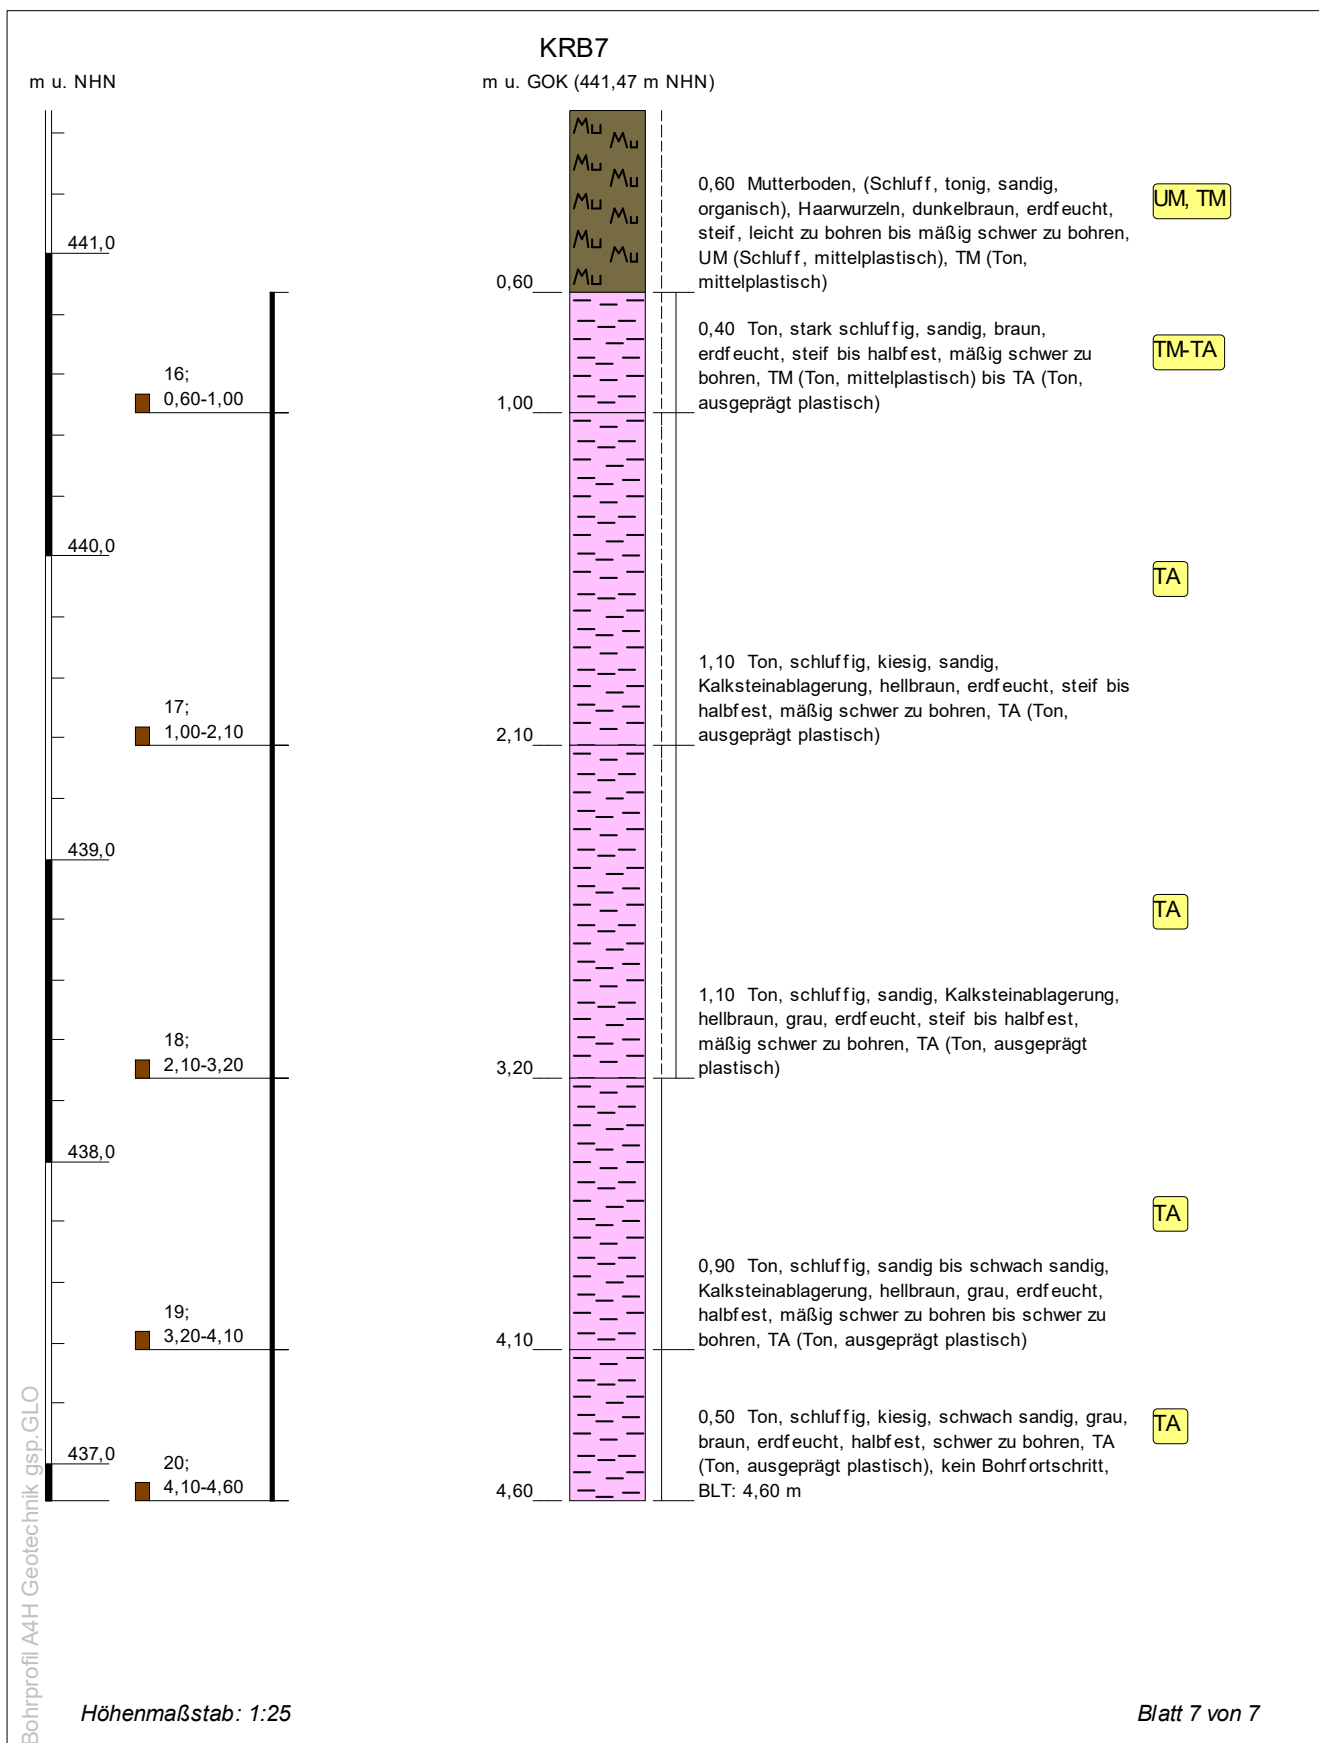 KRB7
m u. NHN
m u. GOK (441,47 m NHN)
Mu Mu
Mu Mu
Mu Mu
Mu Mu
Mu
0,60 Mutterboden, (Schluff, tonig, sandig,
organisch), Haarwurzeln, dunkelbraun, erdfeucht,
steif, leicht zu bohren bis mäßig schwer zu bohren,
UM (Schluff, mittelplastisch), TM (Ton,
mittelplastisch)
UM, TM
441,0
0,60
0,40 Ton, stark schluffig, sandig, braun,
erdfeucht, steif bis halbfest, mäßig schwer zu
bohren, TM (Ton, mittelplastisch) bis TA (Ton,
ausgeprägt plastisch)
TM-TA
16;
0,60-1,00
1,00
440,0
TA
1,10 Ton, schluffig, kiesig, sandig,
Kalksteinablagerung, hellbraun, erdfeucht, steif bis
halbfest, mäßig schwer zu bohren, TA (Ton,
ausgeprägt plastisch)
17;
1,00-2,10
2,10
439,0
TA
1,10 Ton, schluffig, sandig, Kalksteinablagerung,
hellbraun, grau, erdfeucht, steif bis halbfest,
mäßig schwer zu bohren, TA (Ton, ausgeprägt
plastisch)
18;
2,10-3,20
3,20
438,0
TA
0,90 Ton, schluffig, sandig bis schwach sandig,
Kalksteinablagerung, hellbraun, grau, erdfeucht,
halbfest, mäßig schwer zu bohren bis schwer zu
bohren, TA (Ton, ausgeprägt plastisch)
19;
3,20-4,10
4,10
0,50 Ton, schluffig, kiesig, schwach sandig, grau,
braun, erdfeucht, halbfest, schwer zu bohren, TA
(Ton, ausgeprägt plastisch), kein Bohrfortschritt,
BLT: 4,60 m
TA
437,0
20;
4,10-4,60
4,60
Bohrprofil A4H Geotechnik gsp.GLO
Höhenmaßstab: 1:25
Blatt 7 von 7